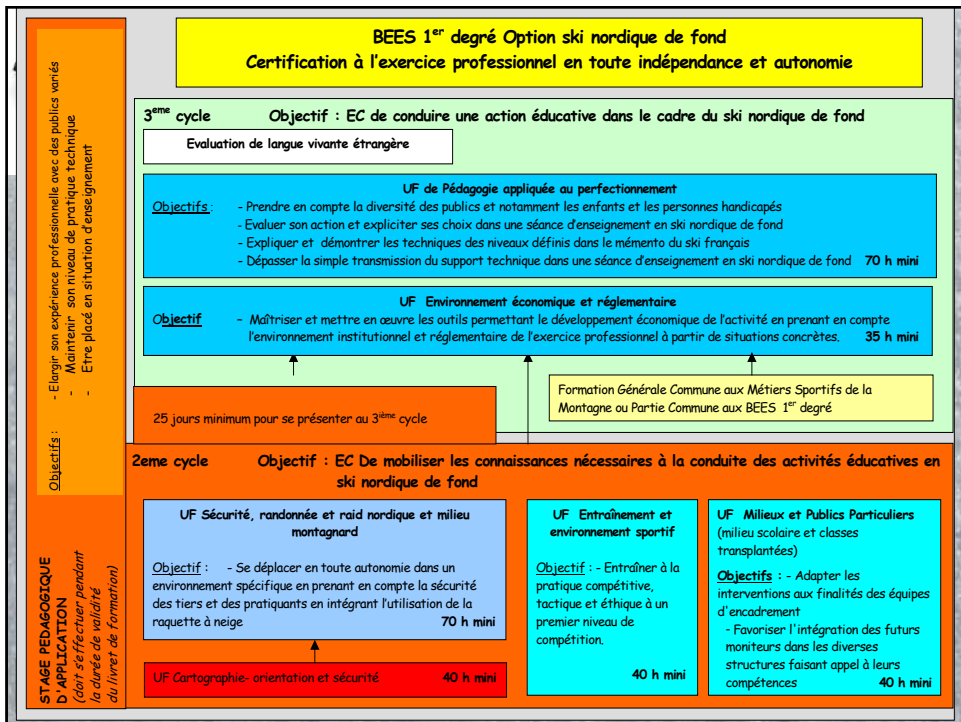 BEES 1er degré Option ski nordique de fond
Certification à l'exercice professionnel en toute indépendance et autonomie
3eme cycle Objectif : EC de conduire une action éducative dans le cadre du ski nordique de fond
Evaluation de langue vivante étrangère
UF de Pédagogie appliquée au perfectionnement
Objectifs : - Prendre en compte la diversité des publics et notamment les enfants et les personnes handicapés
- Evaluer son action et expliciter ses choix dans une séance d'enseignement en ski nordique de fond
- Expliquer et démontrer les techniques des niveaux définis dans le mémento du ski français
- Dépasser la simple transmission du support technique dans une séance d'enseignement en ski nordique de fond 70 h mini
UF Environnement économique et réglementaire
Objectif – Maîtriser et mettre en œuvre les outils permettant le développement économique de l'activité en prenant en compte
l'environnement institutionnel et réglementaire de l'exercice professionnel à partir de situations concrètes. 35 h mini
25 jours minimum pour se présenter au 3ième cycle
Formation Générale Commune aux Métiers Sportifs de la
Montagne ou Partie Commune aux BEES 1er degré
2eme cycle Objectif : EC De mobiliser les connaissances nécessaires à la conduite des activités éducatives en
ski nordique de fond
UF Sécurité, randonnée et raid nordique et milieu
montagnard
Objectif : - Se déplacer en toute autonomie dans un
environnement spécifique en prenant en compte la sécurité
des tiers et des pratiquants en intégrant l'utilisation de la
raquette à neige 70 h mini
UF Cartographie- orientation et sécurité 40 h mini
UF Entraînement et
environnement sportif
Objectif : - Entraîner à la
pratique compétitive,
tactique et éthique à un
premier niveau de
compétition.
40 h mini
UF Milieux et Publics Particuliers
(milieu scolaire et classes
transplantées)
Objectifs : - Adapter les
interventions aux finalités des équipes
d'encadrement
- Favoriser l'intégration des futurs
moniteurs dans les diverses
structures faisant appel à leurs
compétences 40 h mini
STAGE PEDAGOGIQUE
D'APPLICATION
(doit s'effectuer pendant
la durée de validité
du livret de formation)
Objectifs : - Elargir son expérience professionnelle avec des publics variés
- Maintenir son niveau de pratique technique
- Etre placé en situation d'enseignement